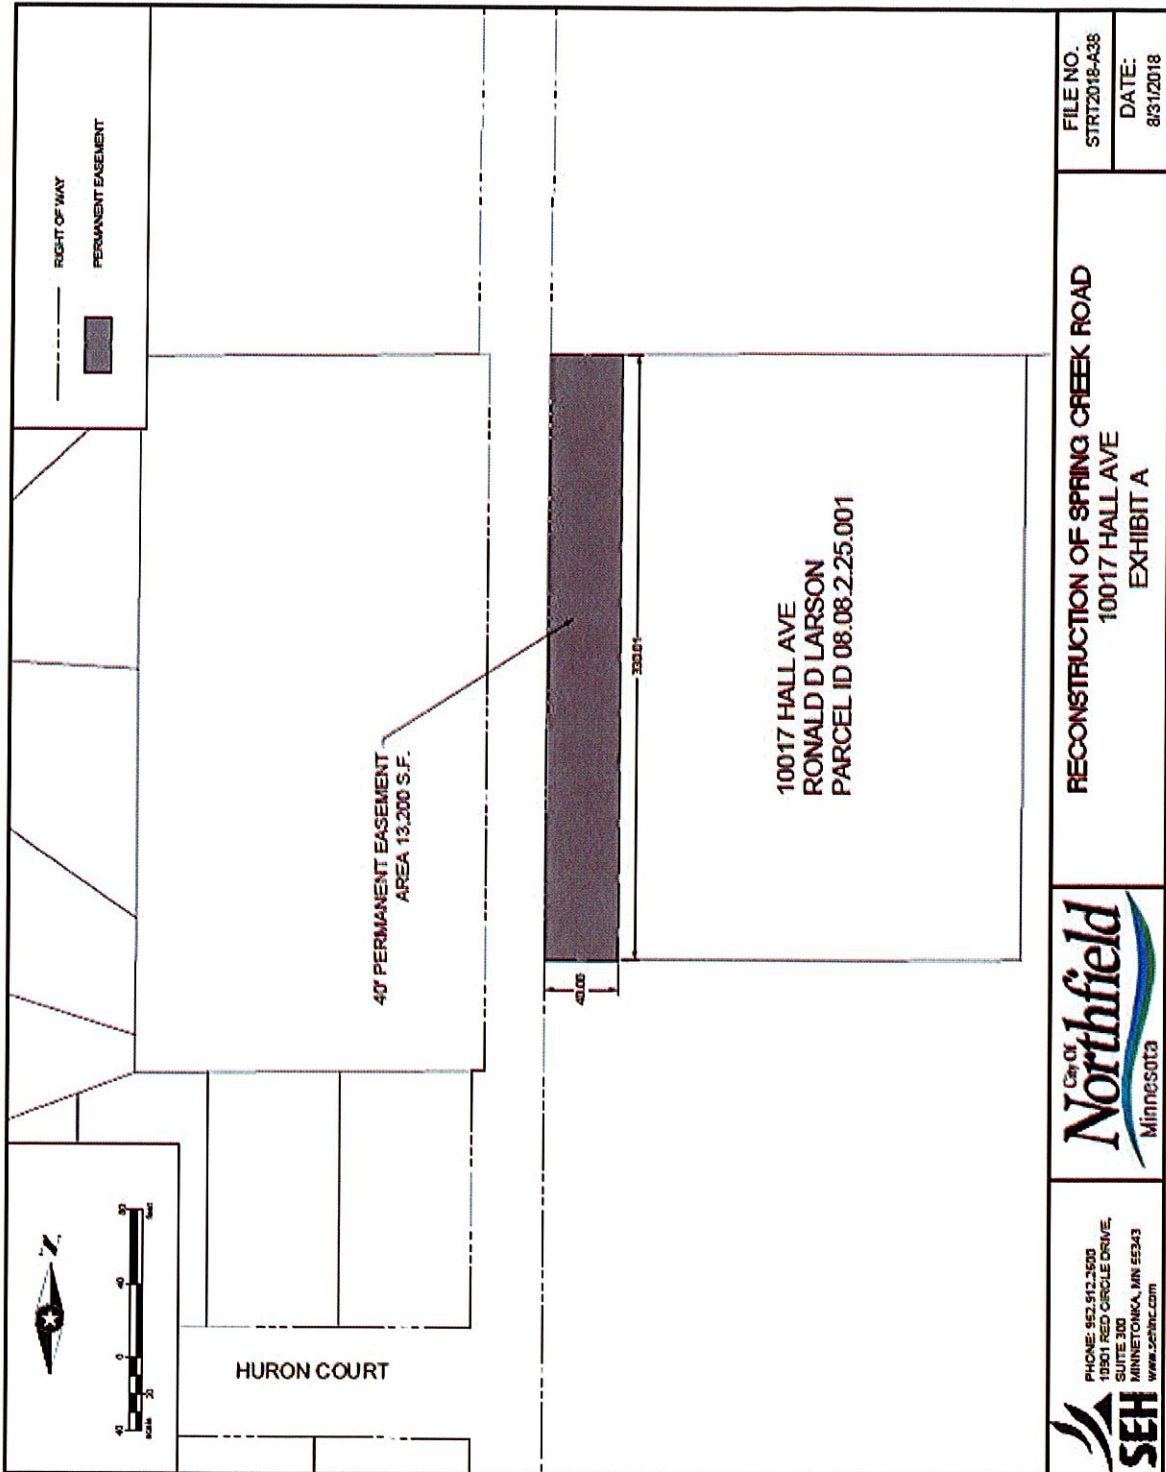 RIGHT OF WAY
PERMANENT EASEMENT
40' PERMANENT EASEMENT
AREA 13,200 S.F.
330.01
40.00
10017 HALL AVE
RONALD D LARSON
PARCEL ID 08.08.2.25.001
HURON COURT
40
20
0
40
80
scale
feet
PHONE: 952.912.2600
10901 RED CIRCLE DRIVE,
SUITE 300
MINNETONKA, MN 55343
www.sehinc.com
SEH
City Of
Northfield
Minnesota
RECONSTRUCTION OF SPRING CREEK ROAD
10017 HALL AVE
EXHIBIT A
FILE NO.
STRT2018-A38
DATE:
8/31/2018